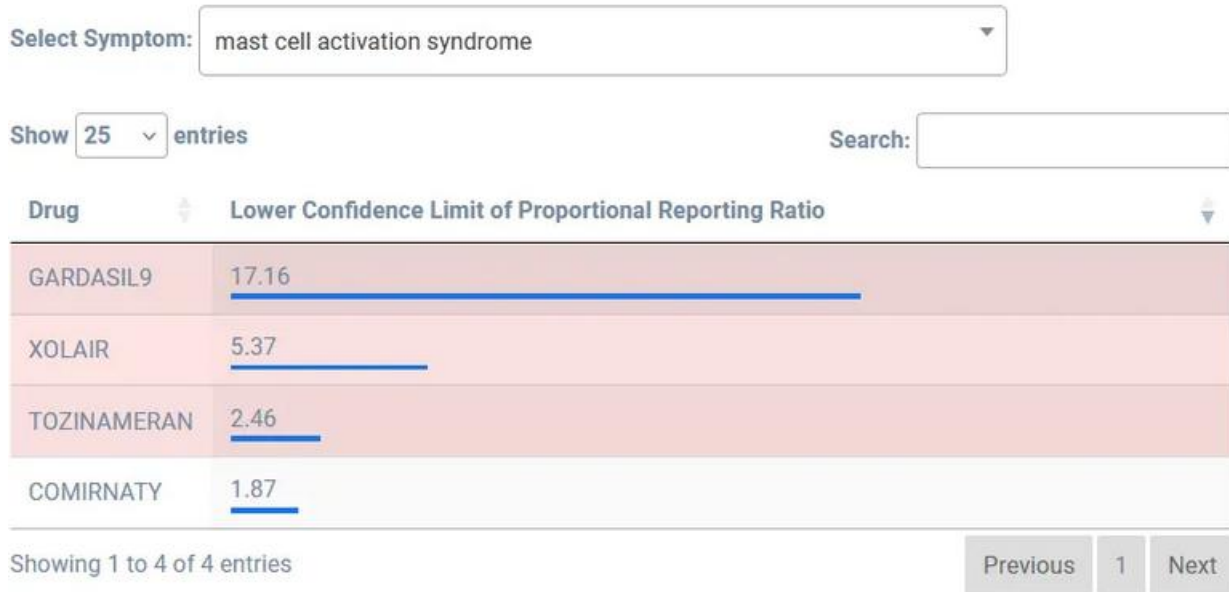 Select Symptom: mast cell activation syndrome
Show 25 entries Search:
Drug Lower Confidence Limit of Proportional Reporting Ratio
GARDASIL9 17.16
XOLAIR 5.37
TOZINAMERAN 2.46
COMIRNATY 1.87
Showing 1 to 4 of 4 entries Previous 1 Next